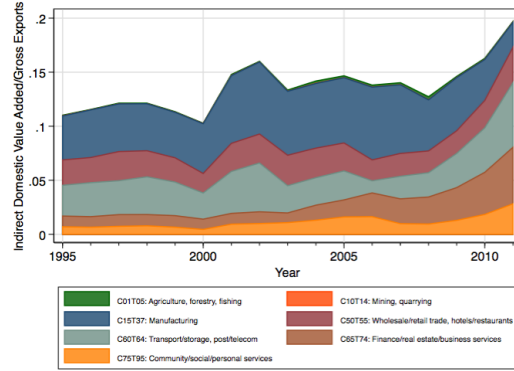 Indirect Domestic Value Added/Gross Exports
.2
.15
.1
.05
0
1995
2000
2005
2010
Year
C01T05: Agriculture, forestry, fishing
C10T14: Mining, quarrying
C15T37: Manufacturing
C50T55: Wholesale/retail trade, hotels/restaurants
C60T64: Transport/storage, post/telecom
C65T74: Finance/real estate/business services
C75T95: Community/social/personal services